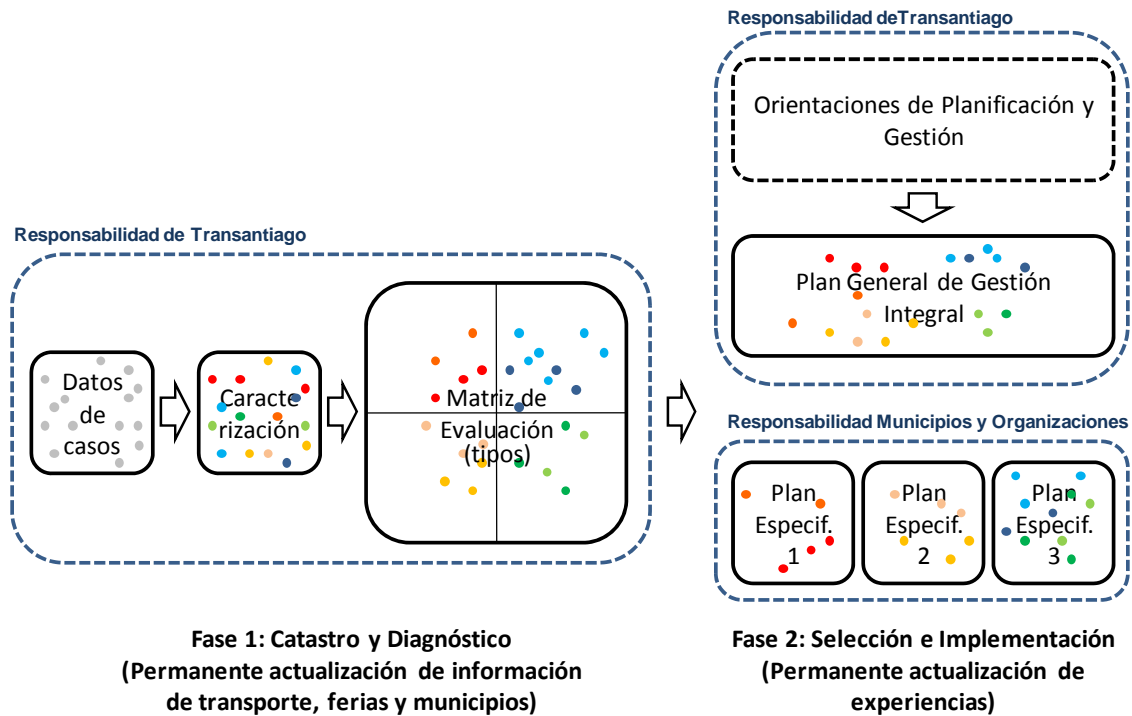 Responsabilidad de Transantiago
Datos
de
casos
Caracte
rización
Matriz de
Evaluación
(tipos)
Fase 1: Catastro y Diagnóstico
(Permanente actualización de información
de transporte, ferias y municipios)
Responsabilidad deTransantiago
Orientaciones de Planificación y
Gestión
Plan General de Gestión
Integral
Responsabilidad Municipios y Organizaciones
Plan
Especif.
1
Plan
Especif.
2
Plan
Especif.
3
Fase 2: Selección e Implementación
(Permanente actualización de
experiencias)